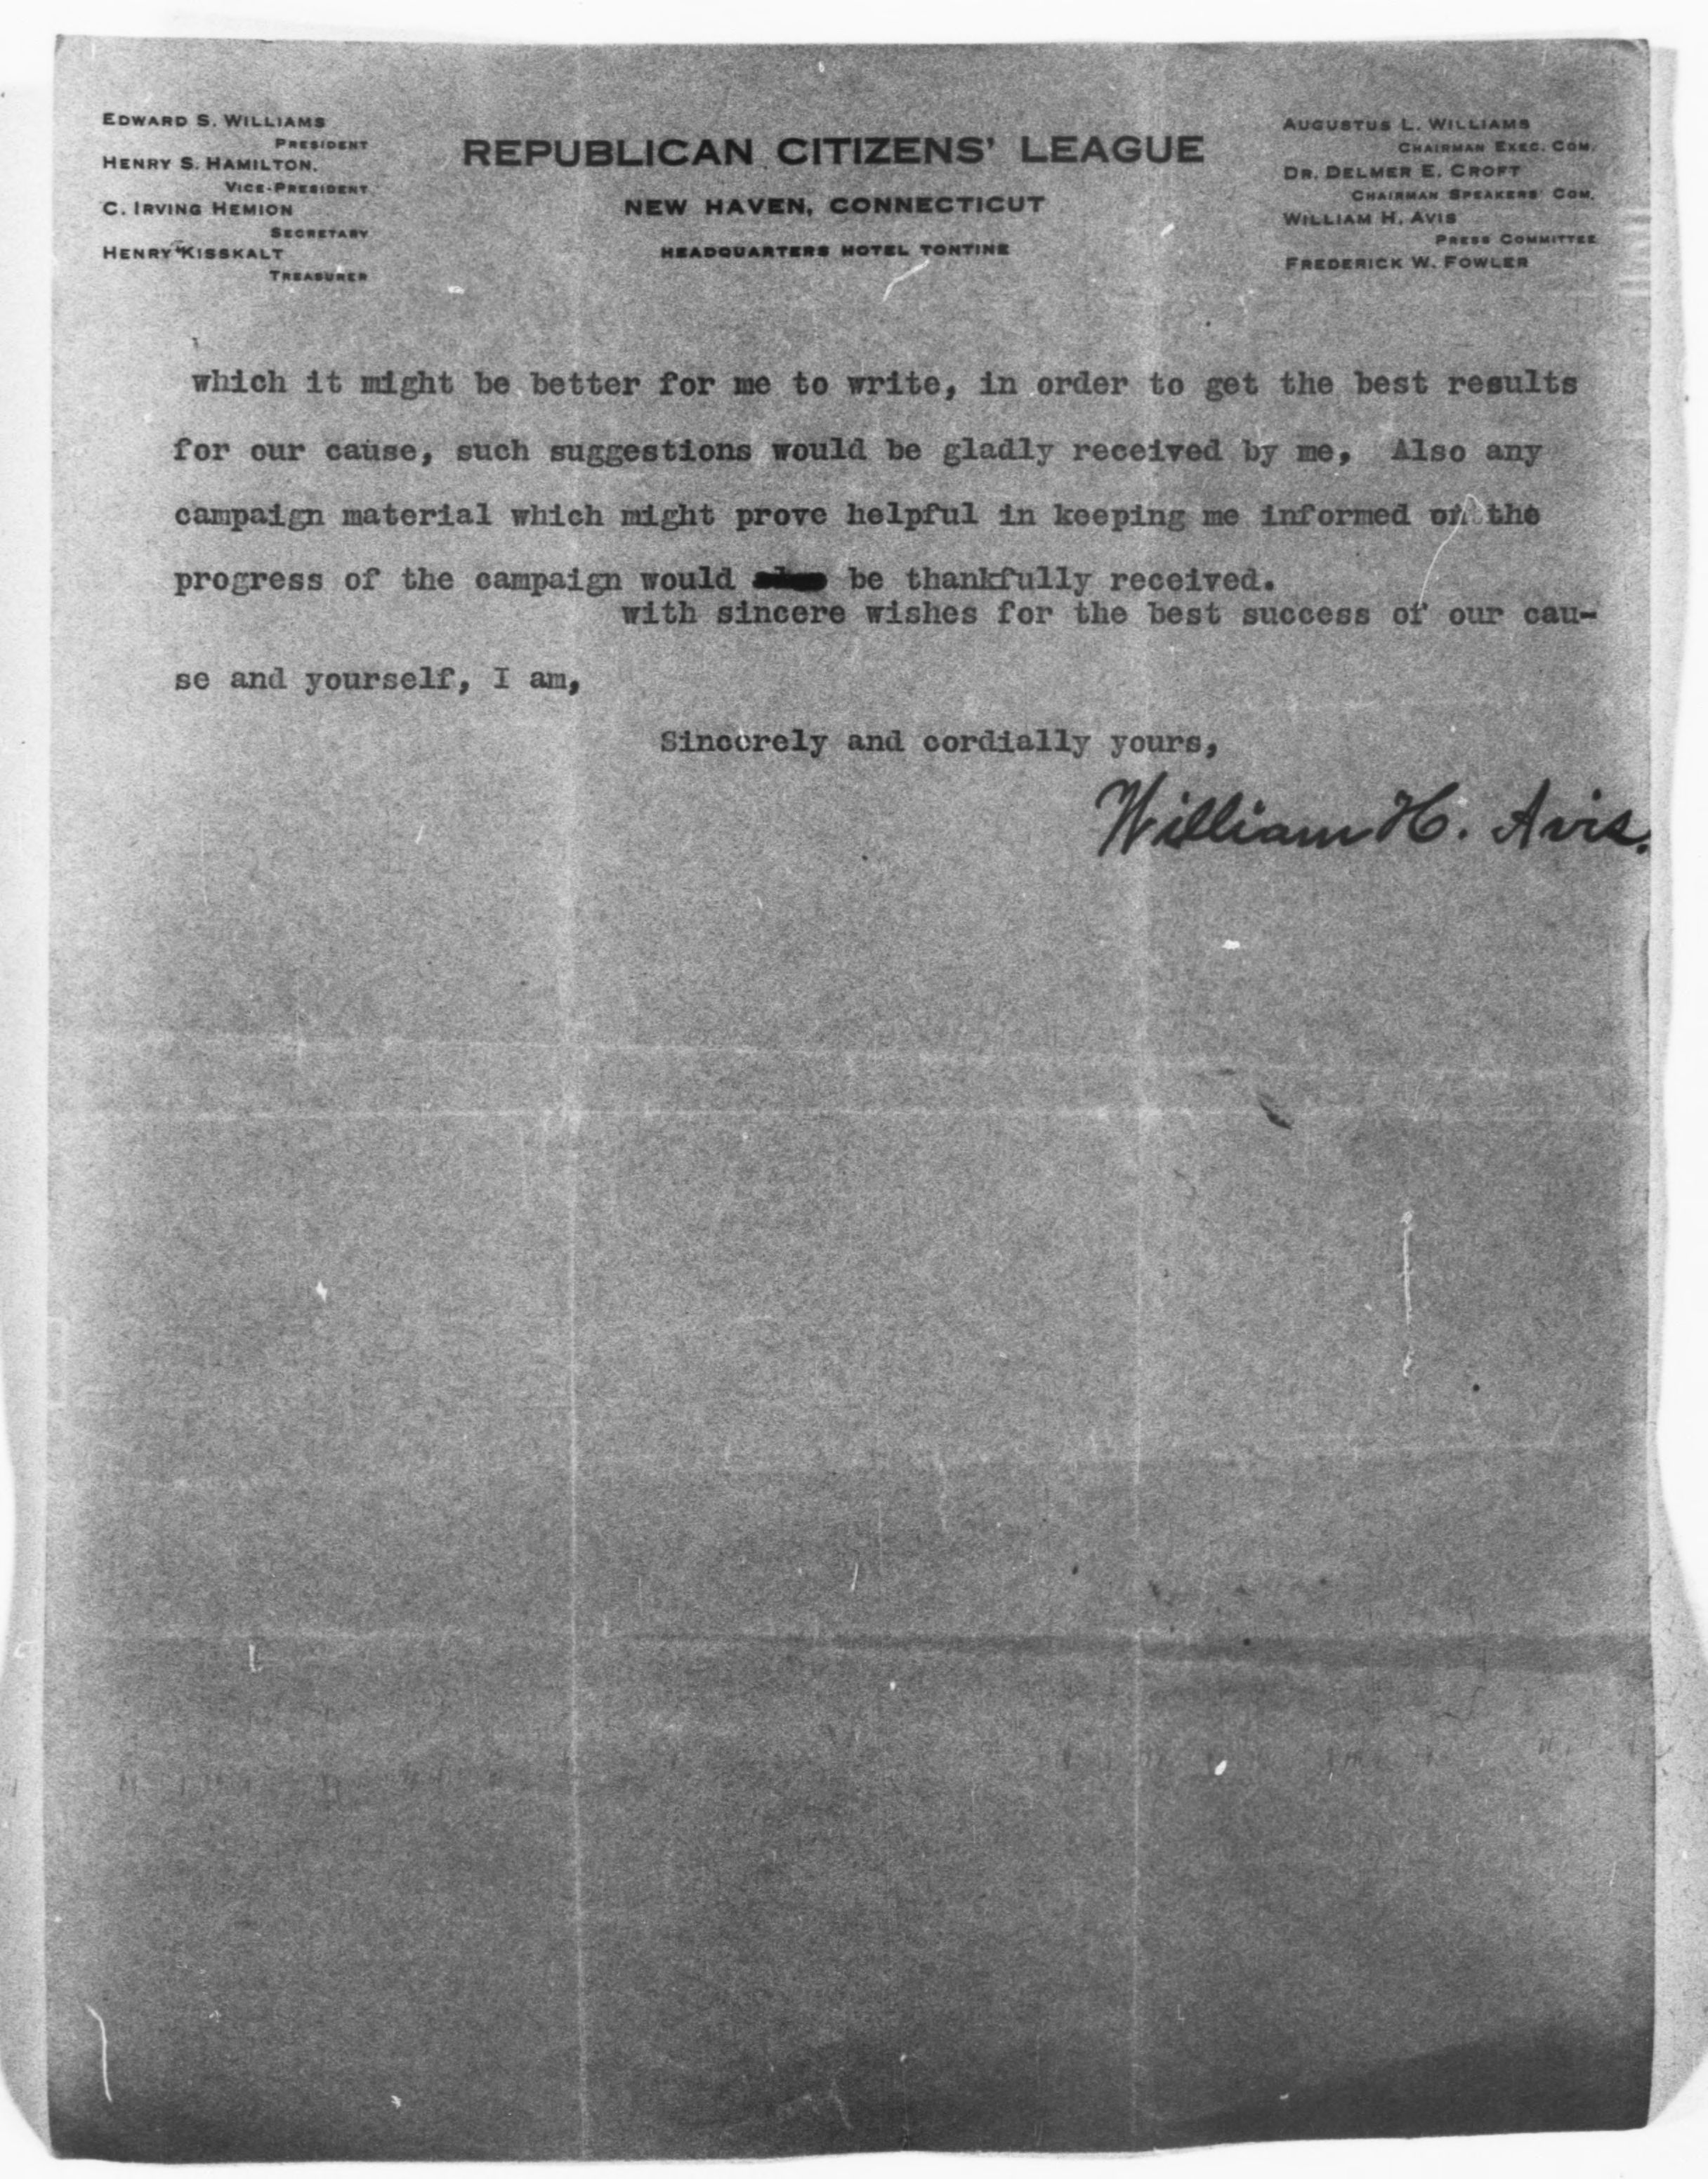 EDWARD S. WILLIAMS
PRESIDENT
HENRY S. HAMILTON.
VICE-PRESIDENT
C. IRVING HEMION
SECRETARY
HENRY KISSKALT
TREASURER
REPUBLICAN CITIZENS' LEAGUE
NEW HAVEN, CONNECTICUT
HEADQUARTERS HOTEL TONTINE
AUGUSTUS L. WILLIAMS
CHAIRMAN EXEC. COM.
DR. DELMER E. CROFT
CHAIRMAN SPEAKERS' COM.
WILLIAM H. AVIS
PRESS COMMITTEE
FREDERICK W. FOWLER
which it might be better for me to write, in order to get the best results
for our cause, such suggestions would be gladly received by me, Also any
campaign material which might prove helpful in keeping me informed of the
progress of the campaign would be thankfully received.
with sincere wishes for the best success of our cau-
se and yourself, I am,
Sincerely and cordially yours,
William H. Avis.